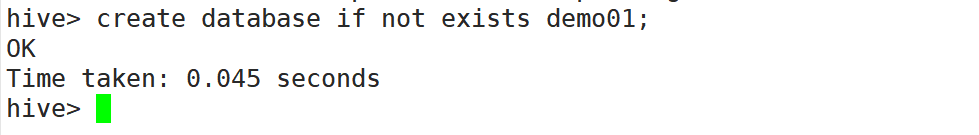 hive> create database if not exists demo01;
OK
Time taken: 0.045 seconds
hive>